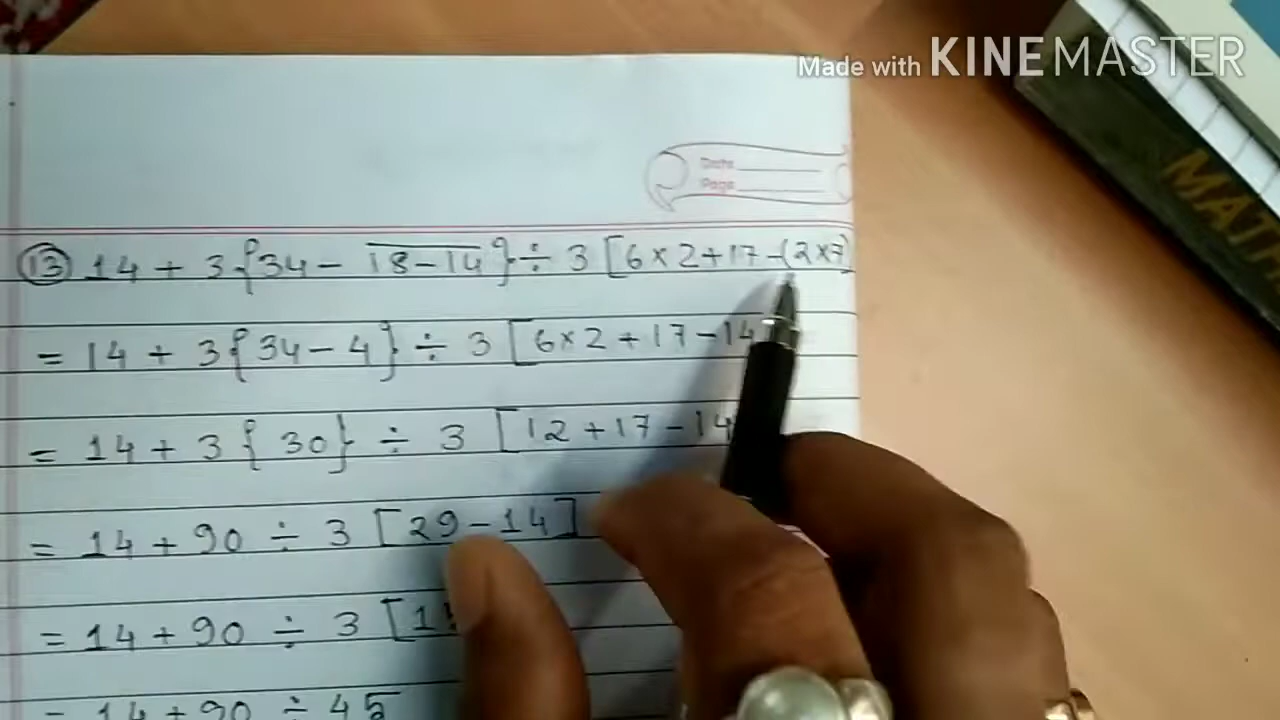 Made with KINEMASTER
Date
Page
MATH
(13) 14 + 3{34 - \overline{18-14}} ÷ 3 [6×2+17-(2×7)
= 14 + 3{34-4} ÷ 3 [6×2+17-14
= 14 + 3{30} ÷ 3 [12+17-14
= 14 + 90 ÷ 3 [29-14]
= 14 + 90 ÷ 3 [1
= 14 + 90 ÷ 45